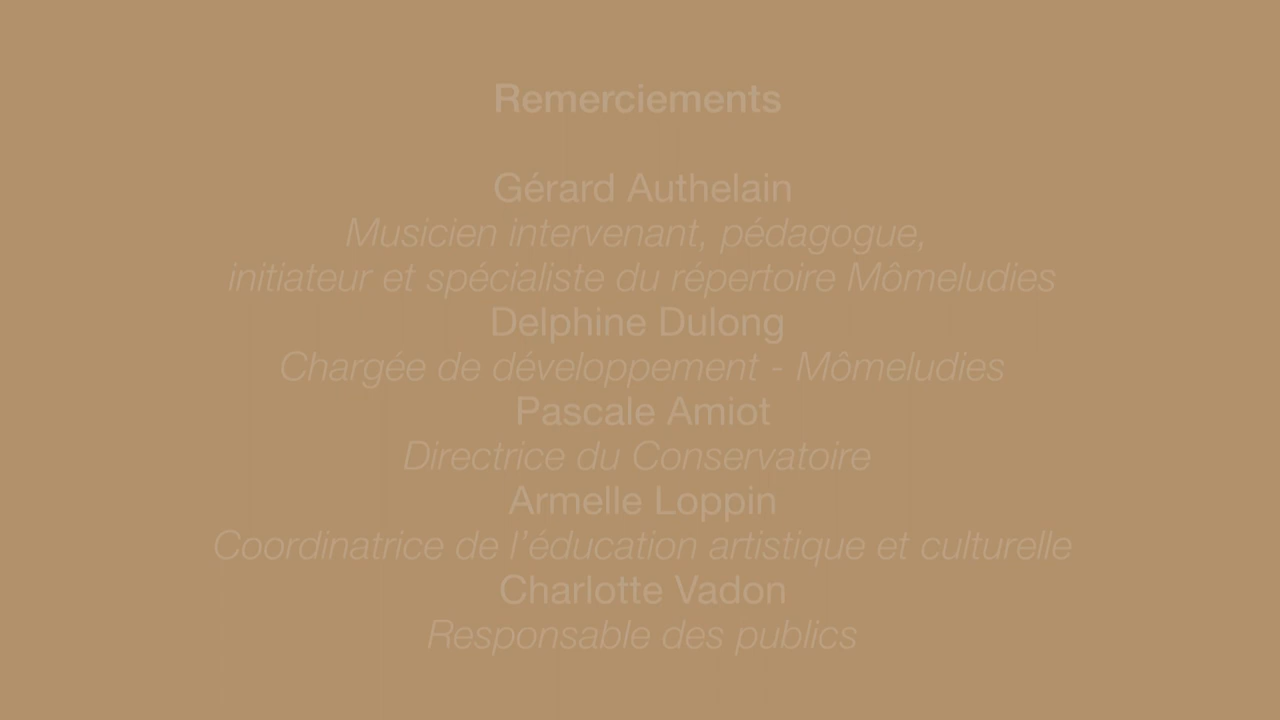 Remerciements
Gérard Authelain
Musicien intervenant, pédagogue,
initiateur et spécialiste du répertoire Mômeludies
Delphine Dulong
Chargée de développement - Mômeludies
Pascale Amiot
Directrice du Conservatoire
Armelle Loppin
Coordinatrice de l’éducation artistique et culturelle
Charlotte Vadon
Responsable des publics